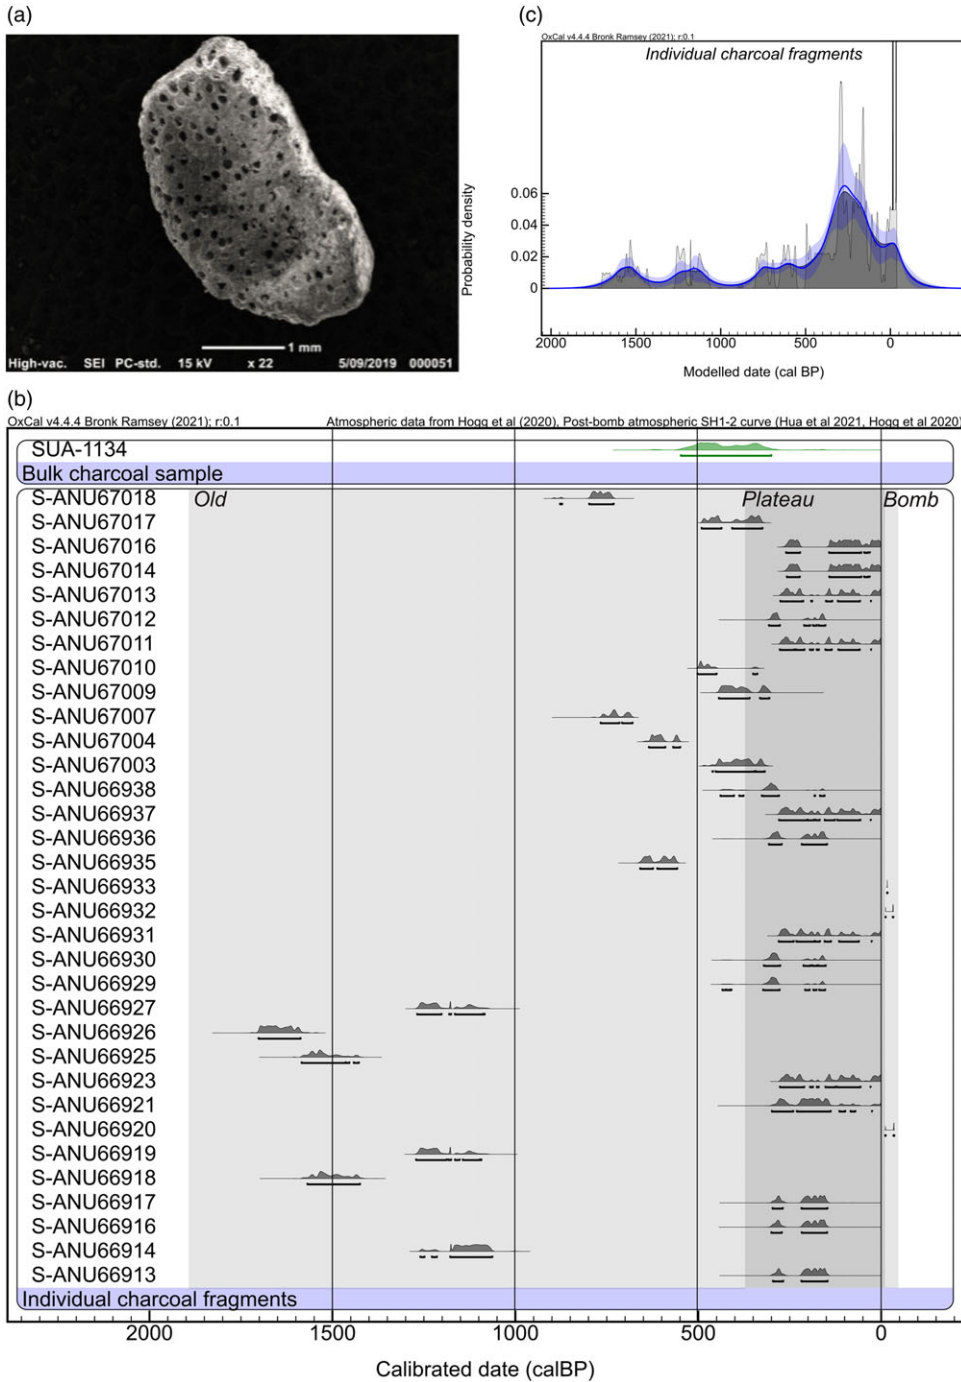 (a)
High-vac. SEI PC-std. 15 kV x 22 5/09/2019 000051
1 mm
(c)
OxCal v4.4.4 Bronk Ramsey (2021); r:0.1
Individual charcoal fragments
Probability density
0.06
0.04
0.02
0
2000 1500 1000 500 0
Modelled date (cal BP)
(b)
OxCal v4.4.4 Bronk Ramsey (2021); r:0.1 Atmospheric data from Hogg et al (2020), Post-bomb atmospheric SH1-2 curve (Hua et al 2021, Hogg et al 2020)
SUA-1134
Bulk charcoal sample
Old Plateau Bomb
S-ANU67018
S-ANU67017
S-ANU67016
S-ANU67014
S-ANU67013
S-ANU67012
S-ANU67011
S-ANU67010
S-ANU67009
S-ANU67007
S-ANU67004
S-ANU67003
S-ANU66938
S-ANU66937
S-ANU66936
S-ANU66935
S-ANU66933
S-ANU66932
S-ANU66931
S-ANU66930
S-ANU66929
S-ANU66927
S-ANU66926
S-ANU66925
S-ANU66923
S-ANU66921
S-ANU66920
S-ANU66919
S-ANU66918
S-ANU66917
S-ANU66916
S-ANU66914
S-ANU66913
Individual charcoal fragments
2000 1500 1000 500 0
Calibrated date (calBP)